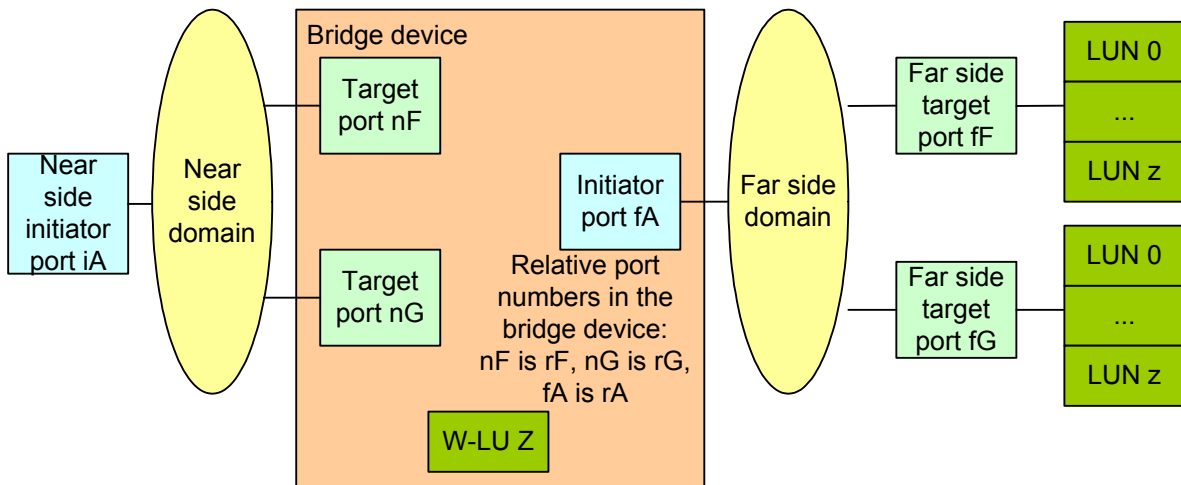 Near
side
initiator
port iA
Near
side
domain
Bridge device
Target
port nF
Target
port nG
Initiator
port fA
Relative port
numbers in the
bridge device:
nF is rF, nG is rG,
fA is rA
W-LU Z
Far side
domain
Far side
target
port fF
LUN 0
...
LUN z
Far side
target
port fG
LUN 0
...
LUN z